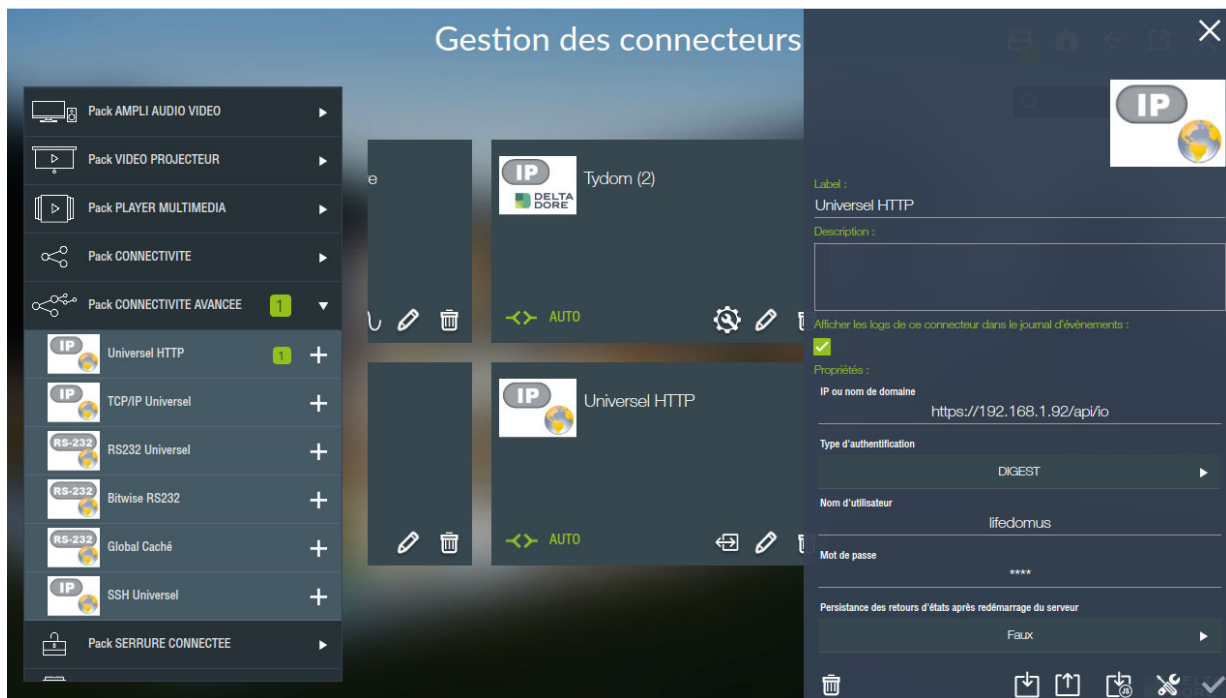 Gestion des connecteurs
Pack AMPLI AUDIO VIDEO
Pack VIDEO PROJECTEUR
Pack PLAYER MULTIMEDIA
Pack CONNECTIVITE
Pack CONNECTIVITE AVANCEE 1
IP Universel HTTP 1
IP TCP/IP Universel
RS-232 RS232 Universel
RS-232 Bitwise RS232
RS-232 Global Caché
IP SSH Universel
Pack SERRURE CONNECTEE
IP DELTA DORE Tydom (2)
AUTO
IP Universel HTTP
AUTO
IP
Label :
Universel HTTP
Description :
Afficher les logs de ce connecteur dans le journal d'évènements :
Propriétés :
IP ou nom de domaine
https://192.168.1.92/api/io
Type d'authentification
DIGEST
Nom d'utilisateur
lifedomus
Mot de passe
****
Persistance des retours d'états après redémarrage du serveur
Faux
JS